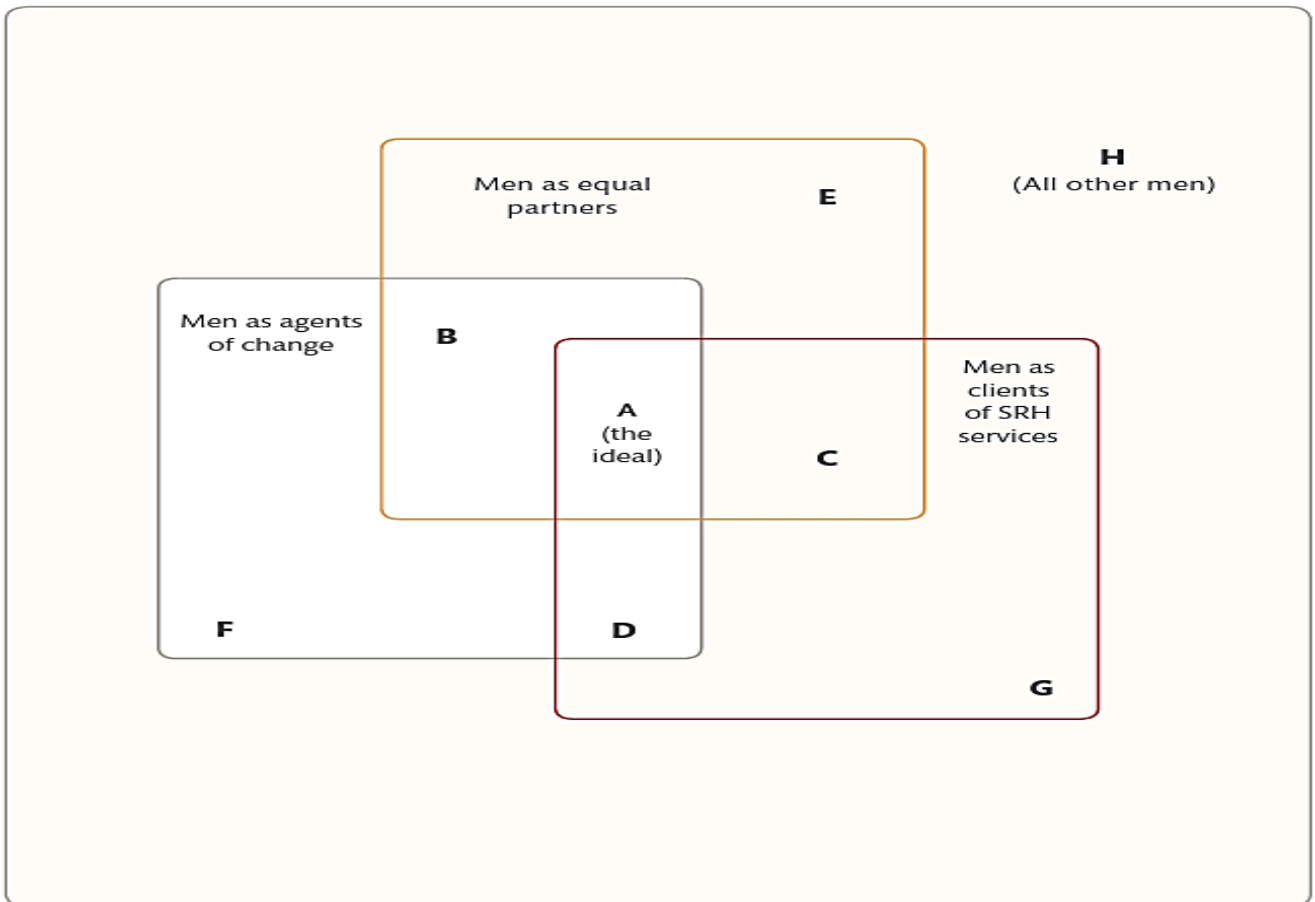 H
(All other men)
Men as equal
partners
E
Men as agents
of change
B
Men as
clients
of SRH
services
A
(the
ideal)
C
F
D
G